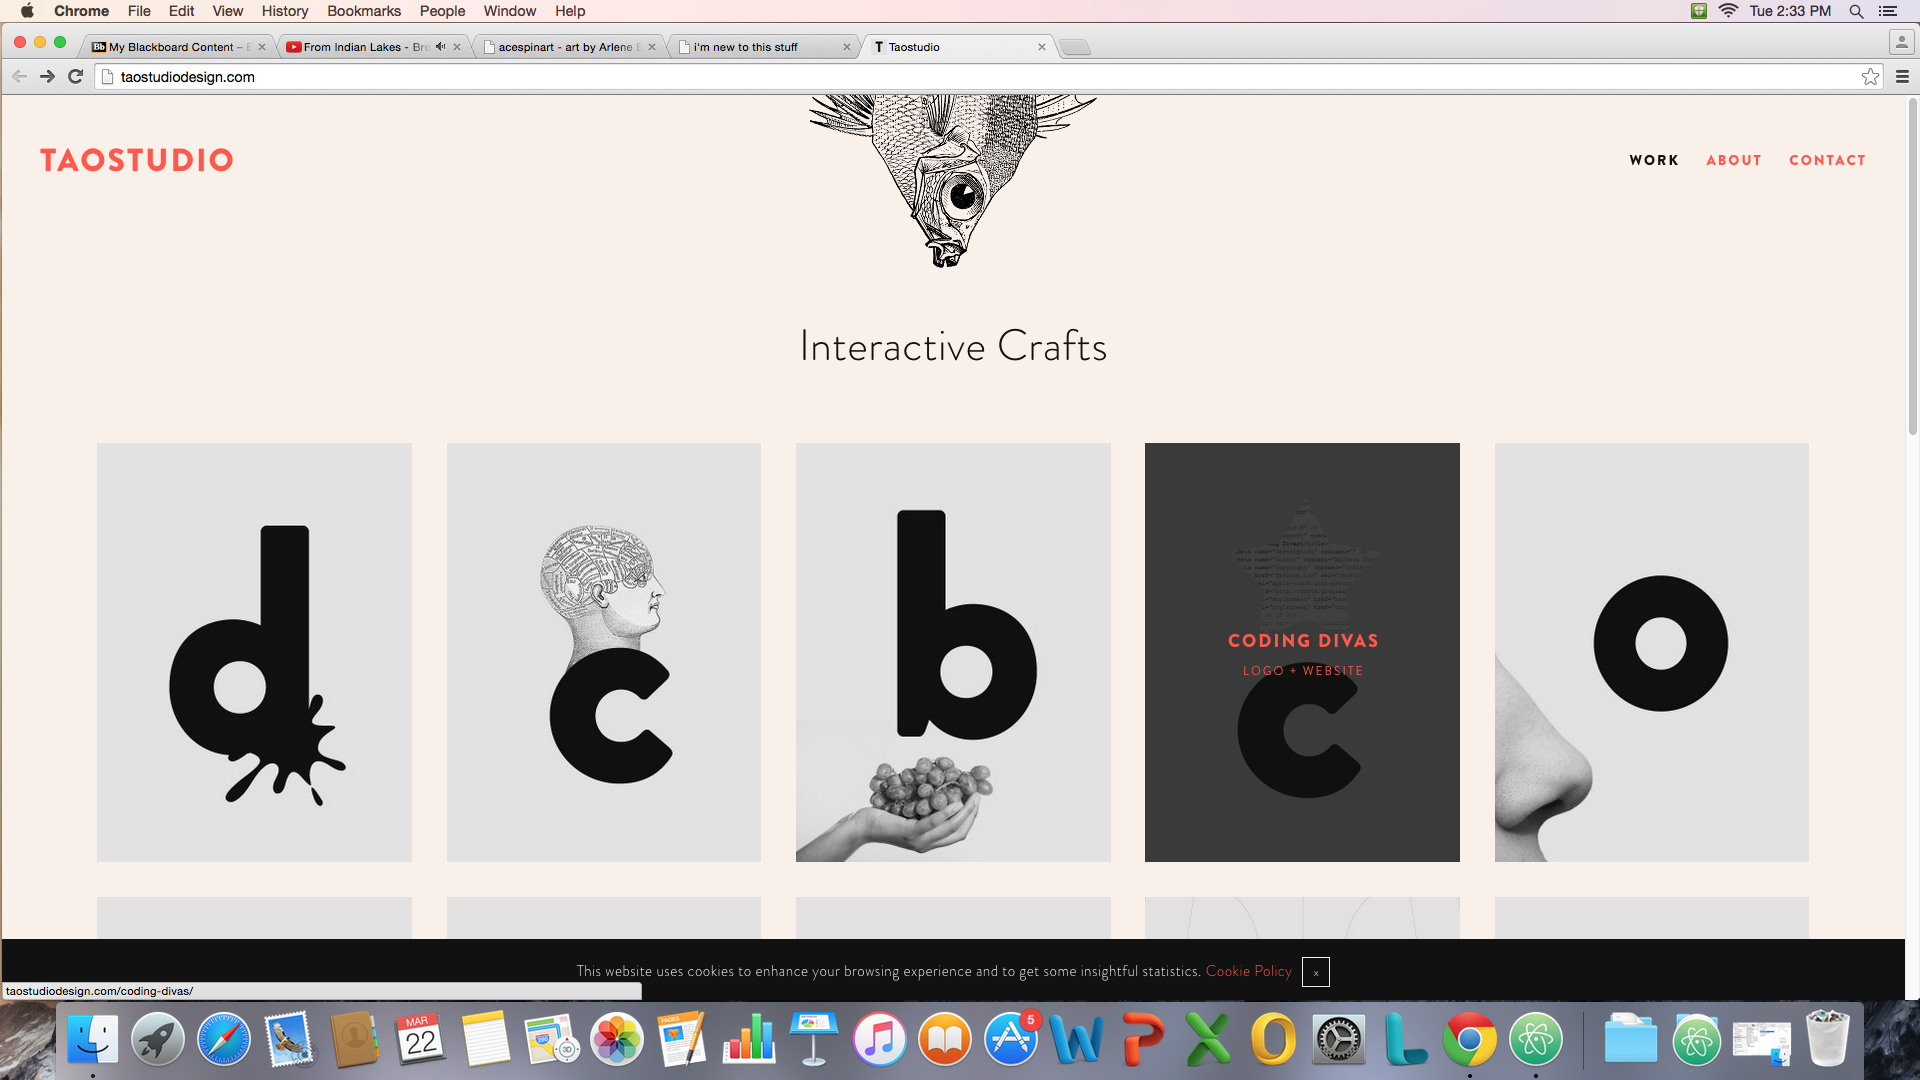 Chrome File Edit View History Bookmarks People Window Help Tue 2:33 PM
Bb My Blackboard Content – From Indian Lakes - Bre acespinart - art by Arlene i'm new to this stuff T Taostudio
taostudiodesign.com
TAOSTUDIO WORK ABOUT CONTACT
Interactive Crafts
d c b c o
CODING DIVAS
LOGO + WEBSITE
This website uses cookies to enhance your browsing experience and to get some insightful statistics. Cookie Policy x
taostudiodesign.com/coding-divas/
MAR
22
PAGES
3D
5
W P X O L